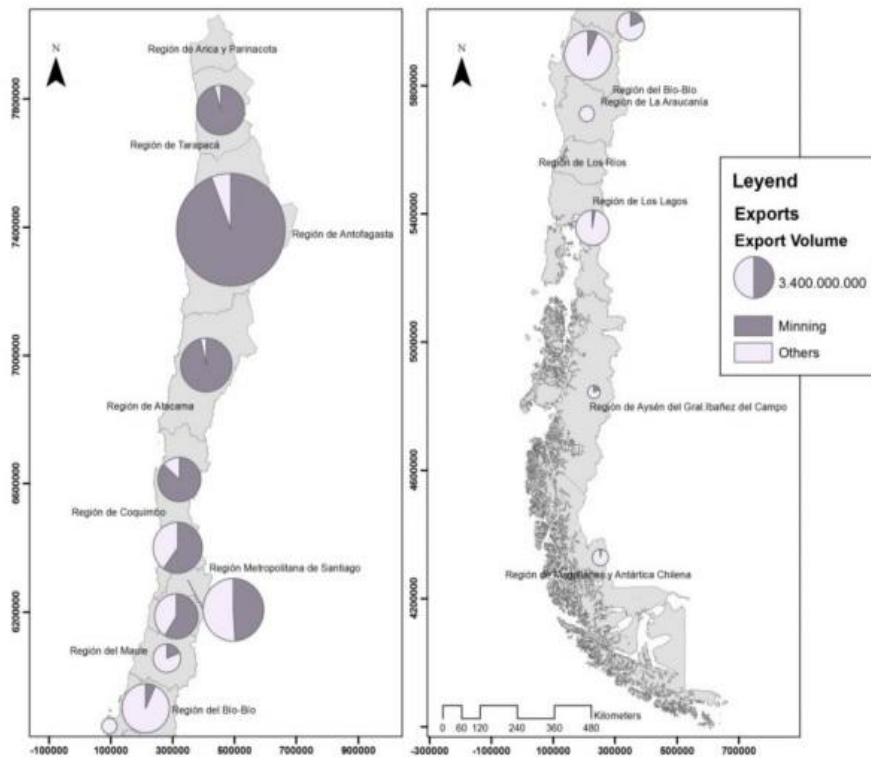 N
Región de Arica y Parinacota
Región de Tarapacá
Región de Antofagasta
Región de Atacama
Región de Coquimbo
Región Metropolitana de Santiago
Región del Maule
Región del Bío-Bío
7800000
7400000
7000000
6600000
6200000
-100000 100000 300000 500000 700000 900000
N
Región del Bío-Bío
Región de La Araucanía
Región de Los Ríos
Región de Los Lagos
Región de Aysén del Gral.Ibañez del Campo
Región de Magallanes y Antártica Chilena
5800000
5400000
5000000
4600000
4200000
Kilometers
0 60 120 240 360 480
-300000 -100000 100000 300000 500000 700000
Leyend
Exports
Export Volume
3.400.000.000
Minning
Others